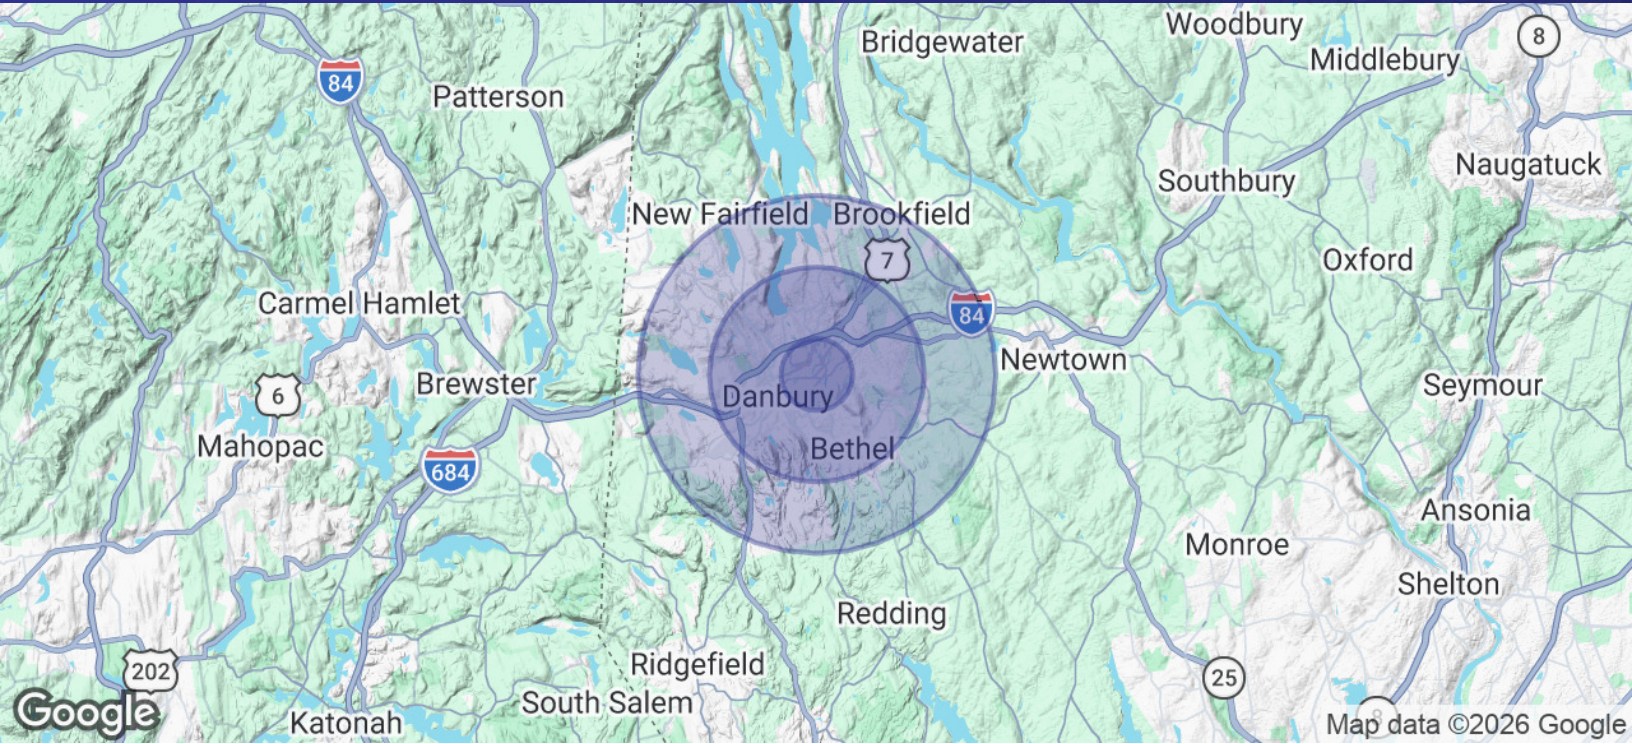 Woodbury
Bridgewater
8
Middlebury
84
Patterson
Naugatuck
Southbury
New Fairfield
Brookfield
7
Oxford
Carmel Hamlet
84
Newtown
Brewster
Seymour
6
Danbury
Mahopac
Bethel
684
Ansonia
Monroe
Shelton
Redding
Ridgefield
202
25
South Salem
Google
Katonah
8
Map data ©2026 Google